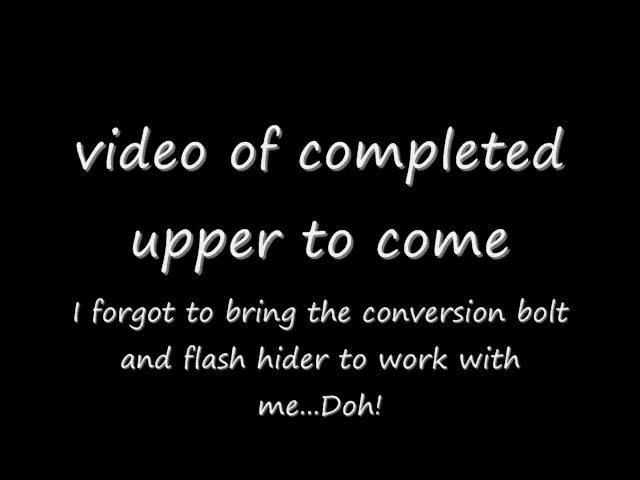 video of completed
upper to come
I forgot to bring the conversion bolt
and flash hider to work with
me...Doh!